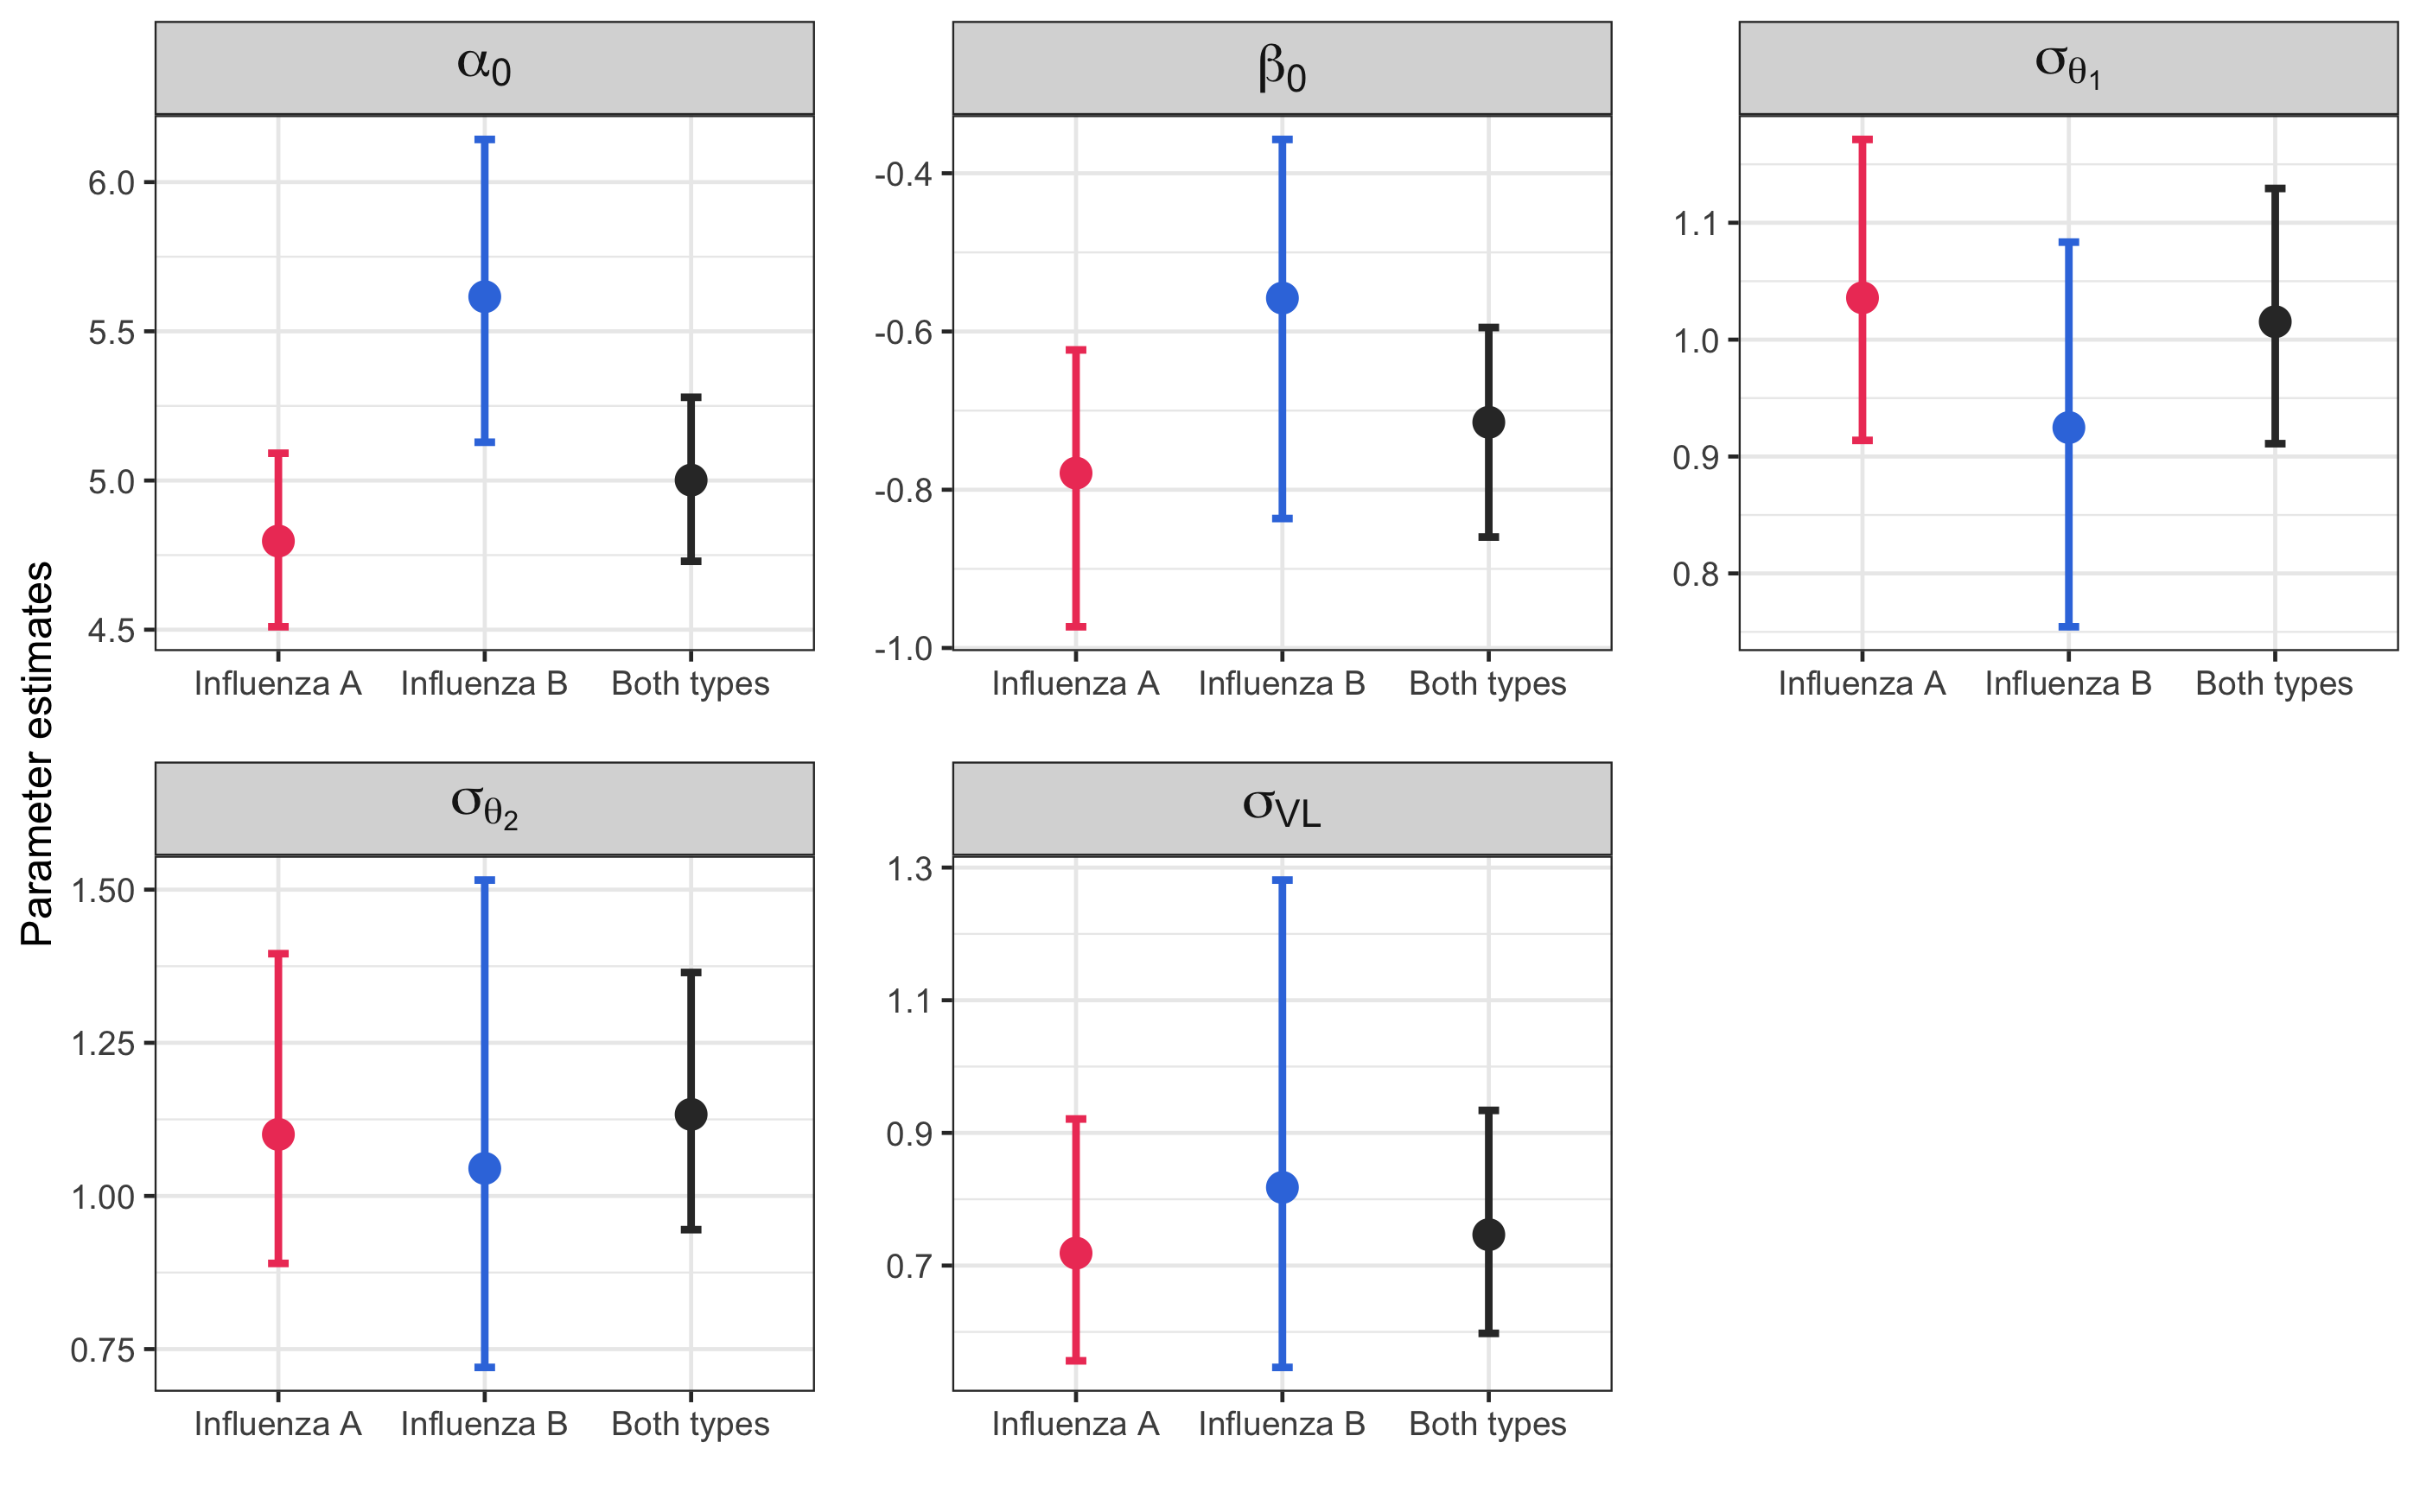 α0
β0
σθ1
6.0
5.5
5.0
4.5
-0.4
-0.6
-0.8
-1.0
1.1
1.0
0.9
0.8
Influenza A Influenza B Both types
Influenza A Influenza B Both types
Influenza A Influenza B Both types
Parameter estimates
σθ2
σVL
1.50
1.25
1.00
0.75
1.3
1.1
0.9
0.7
Influenza A Influenza B Both types
Influenza A Influenza B Both types